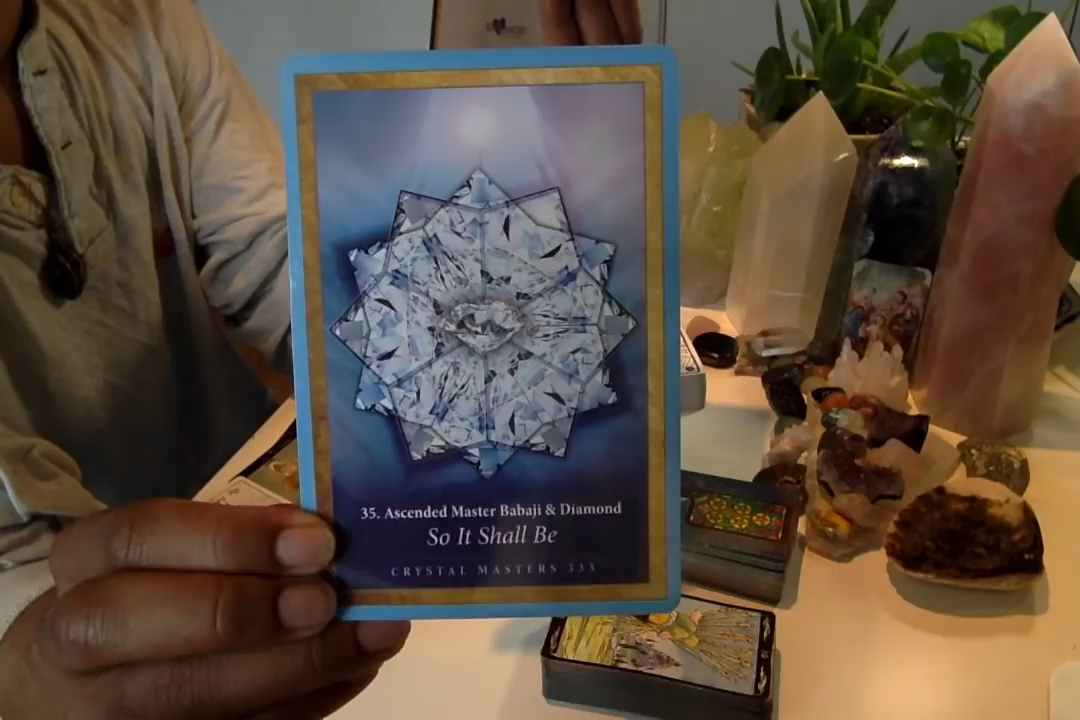 35. Ascended Master Babaji & Diamond
So It Shall Be
CRYSTAL MASTERS 333